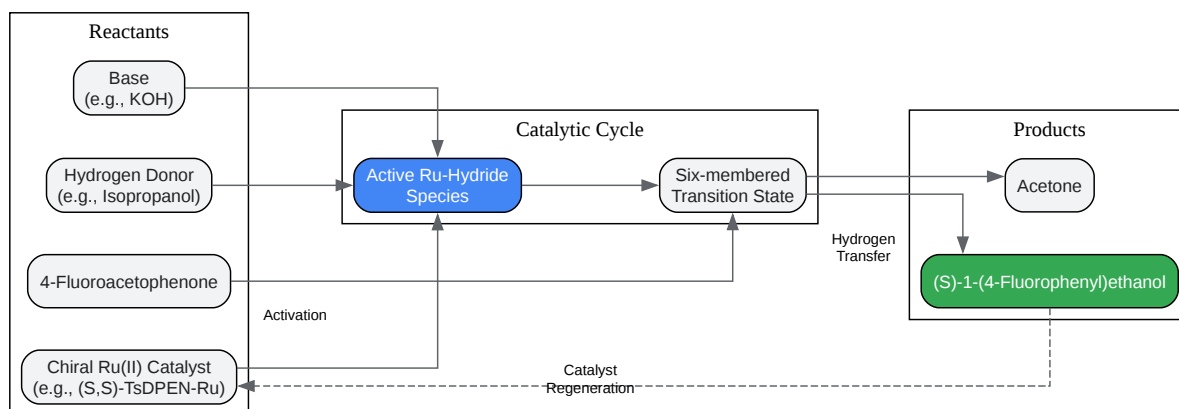 Reactants
Base
(e.g., KOH)
Hydrogen Donor
(e.g., Isopropanol)
4-Fluoroacetophenone
Chiral Ru(II) Catalyst
(e.g., (S,S)-TsDPEN-Ru)
Activation
Catalytic Cycle
Active Ru-Hydride
Species
Six-membered
Transition State
Hydrogen
Transfer
Catalyst
Regeneration
Products
Acetone
(S)-1-(4-Fluorophenyl)ethanol